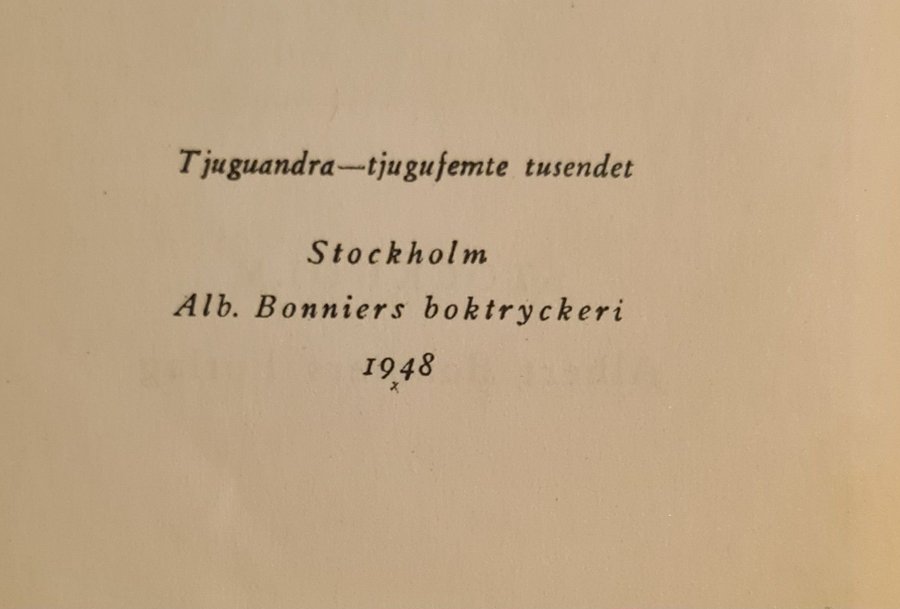 Tjuguandra—tjugufemte tusendet
Stockholm
Alb. Bonniers boktryckeri
1948
x